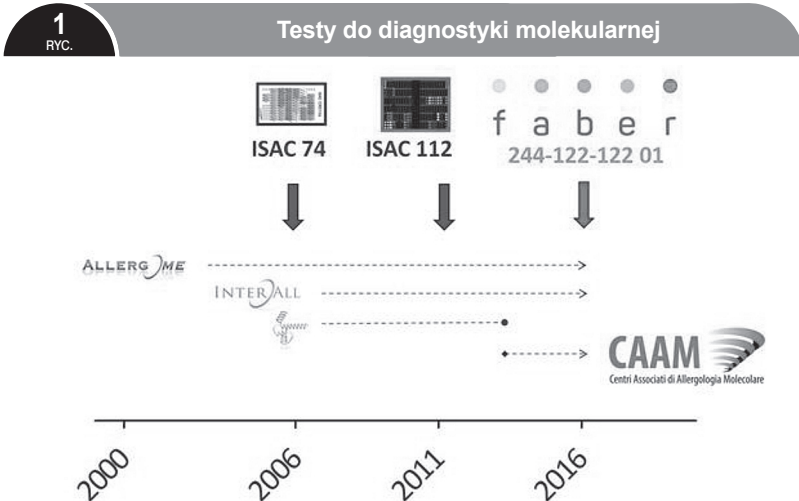 1
RYC.
Testy do diagnostyki molekularnej
ISAC 74
ISAC 112
f a b e r
244-122-122 01
ALLERGOME
INTERALL
CAAM
Centri Associati di Allergologia Molecolare
2000
2006
2011
2016